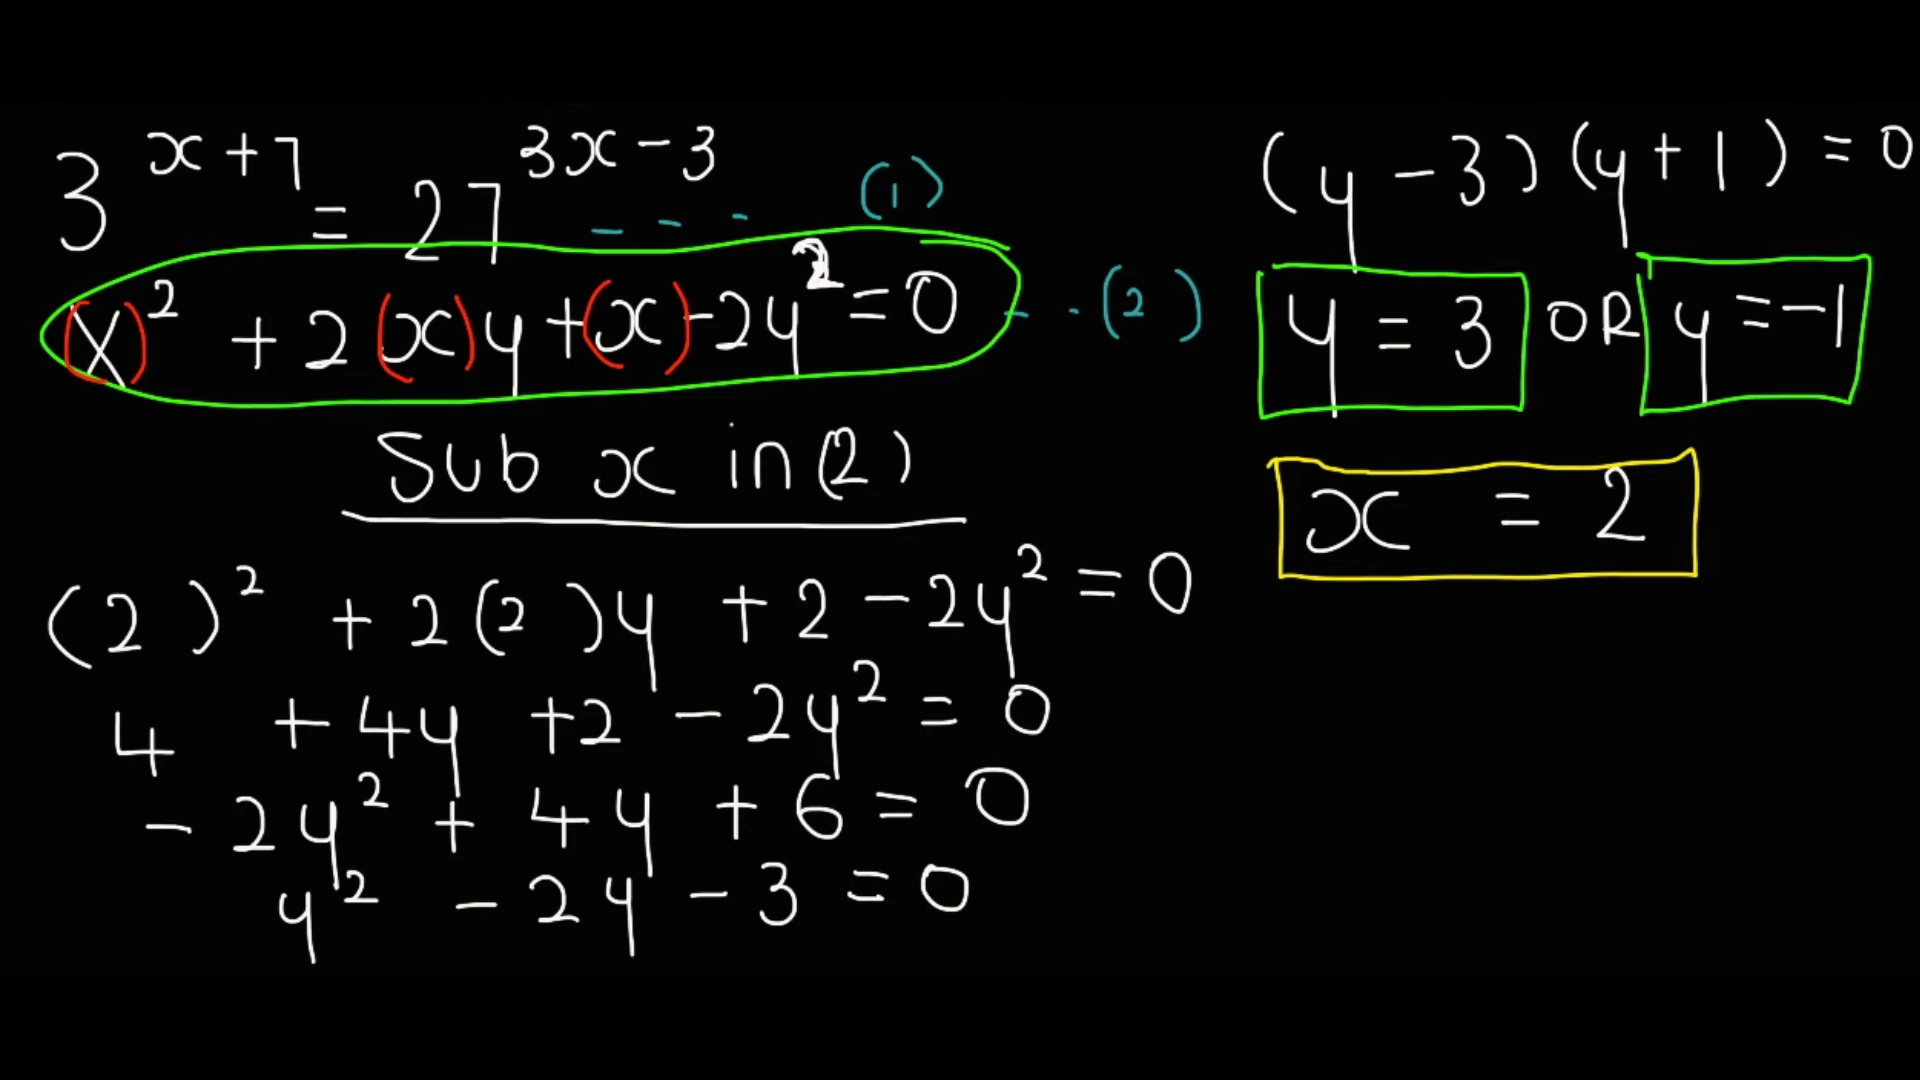 3^(x+7) = 27^(3x-3) - - - (1)
(x)² + 2(x)y + (x) - 2y² = 0 - - (2)
Sub x in (2)
(2)² + 2(2)y + 2 - 2y² = 0
4 + 4y + 2 - 2y² = 0
- 2y² + 4y + 6 = 0
y² - 2y - 3 = 0
(y - 3)(y + 1) = 0
y = 3 OR y = -1
x = 2